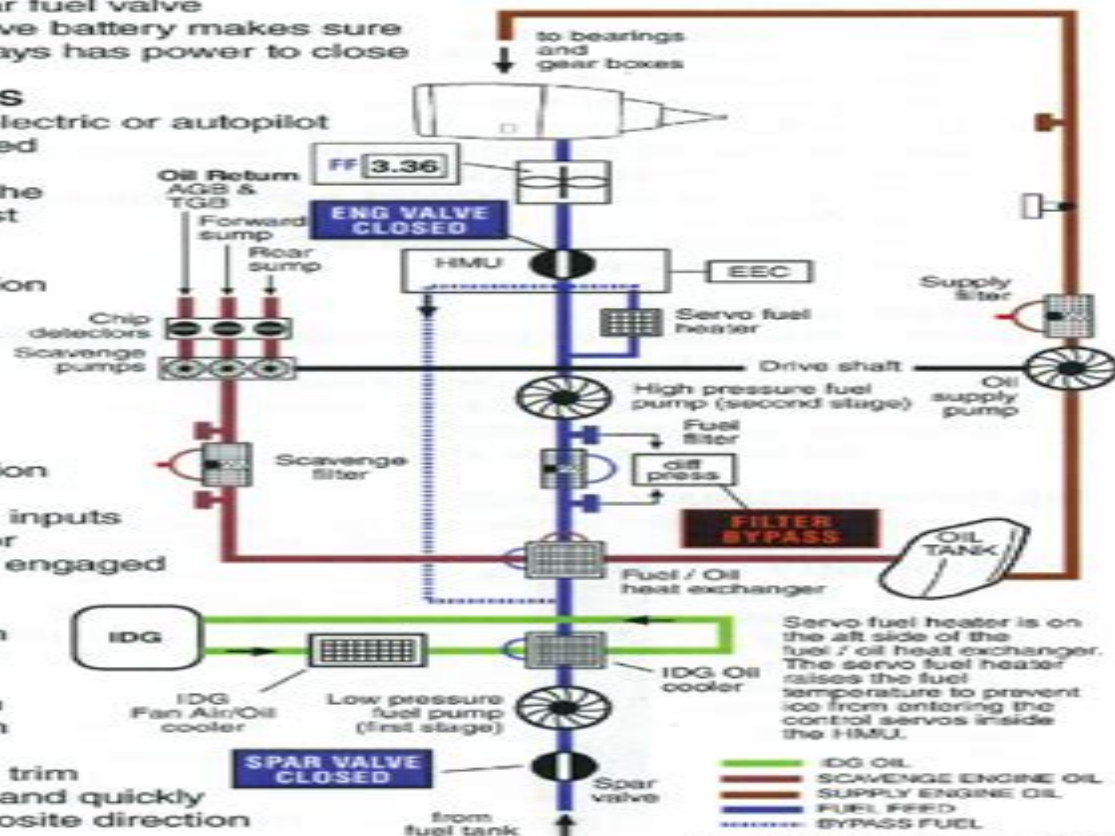 ar fuel valve
ve battery makes sure
ays has power to close
s
lectric or autopilot
ed
he
st
ion
ion
inputs
or
engaged
n
n
trim
and quickly
osite direction
to bearings
and
gear boxes
FF 3.36
ENG VALVE
CLOSED
Oil Return
AGB &
TGB
Forward
sump
Rear
sump
HMU
EEC
Supply
filter
Chip
detectors
Servo fuel
heater
Scavenge
pumps
Drive shaft
High pressure fuel
pump (second stage)
Oil
supply
pump
Fuel
filter
Scavenge
filter
diff
press
FILTER
BYPASS
OIL
TANK
Fuel / Oil
heat exchanger
IDG
IDG Oil
cooler
IDG
Fan Air/Oil
cooler
Low pressure
fuel pump
(first stage)
Servo fuel heater is on
the aft side of the
fuel / oil heat exchanger.
The servo fuel heater
raises the fuel
temperature to prevent
ice from entering the
control servos inside
the HMU.
SPAR VALVE
CLOSED
Spar
valve
from
fuel tank
IDG OIL
SCAVENGE ENGINE OIL
SUPPLY ENGINE OIL
FUEL FEED
BYPASS FUEL